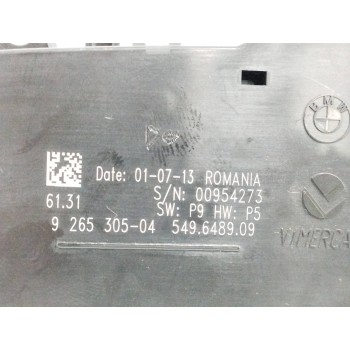 BMW
Date: 01-07-13 ROMANIA
61.31 S/N: 00954273
SW: P9 HW: P5
9 265 305-04 549.6489.09
VIMERCA